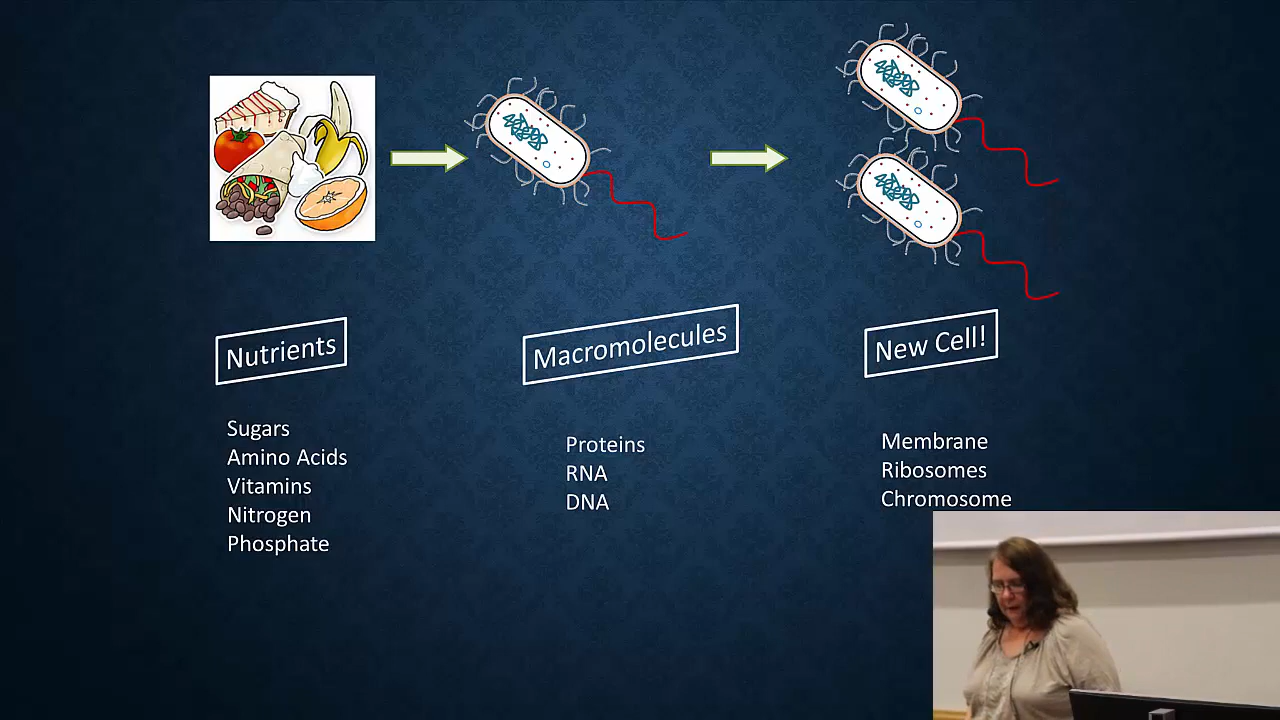 Nutrients
Macromolecules
New Cell!
Sugars
Amino Acids
Vitamins
Nitrogen
Phosphate
Proteins
RNA
DNA
Membrane
Ribosomes
Chromosome